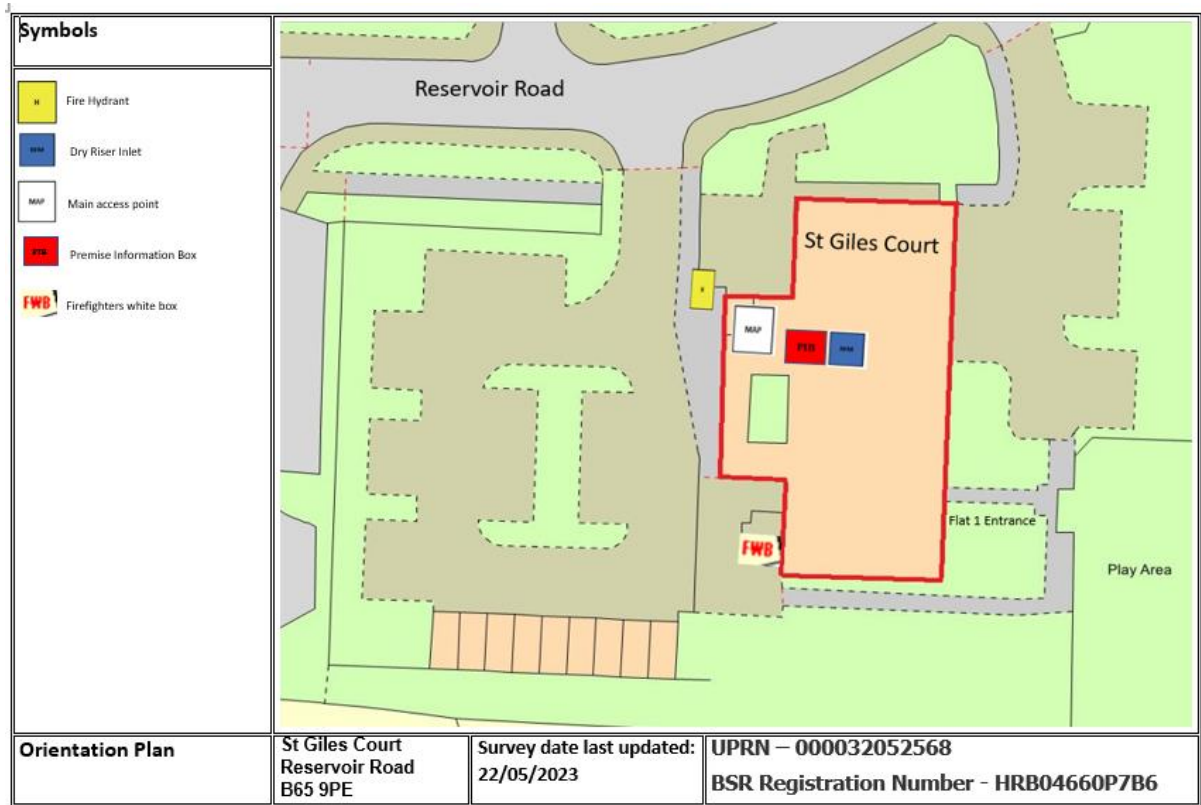 Symbols
H
Fire Hydrant
Dry Riser Inlet
MAP
Main access point
PIB
Premise Information Box
FWB
Firefighters white box
Reservoir Road
St Giles Court
H
MAP
PIB
Flat 1 Entrance
FWB
Play Area
Orientation Plan
St Giles Court
Reservoir Road
B65 9PE
Survey date last updated:
22/05/2023
UPRN – 000032052568
BSR Registration Number - HRB04660P7B6